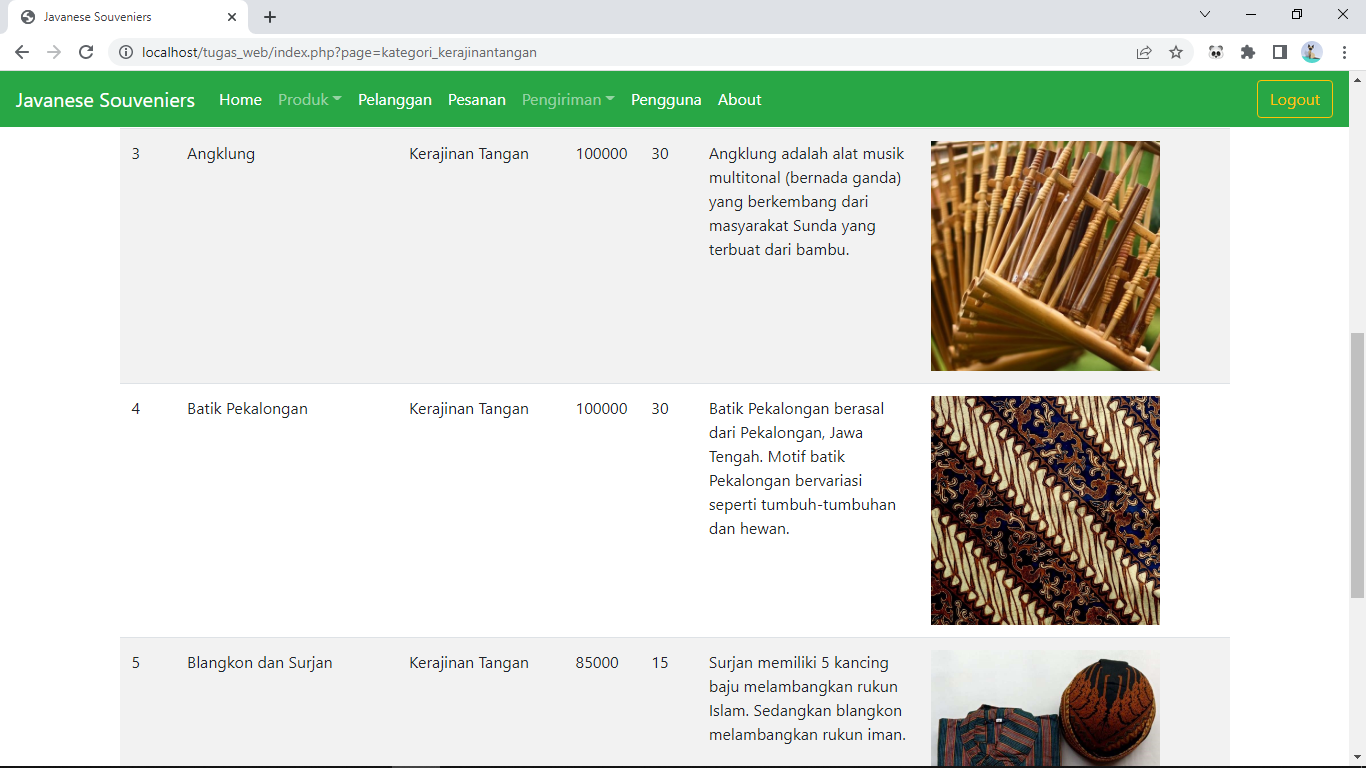 Javanese Souveniers
localhost/tugas_web/index.php?page=kategori_kerajinantangan
Javanese Souveniers Home Produk Pelanggan Pesanan Pengiriman Pengguna About Logout
3 Angklung Kerajinan Tangan 100000 30 Angklung adalah alat musik
multitonal (bernada ganda)
yang berkembang dari
masyarakat Sunda yang
terbuat dari bambu.
4 Batik Pekalongan Kerajinan Tangan 100000 30 Batik Pekalongan berasal
dari Pekalongan, Jawa
Tengah. Motif batik
Pekalongan bervariasi
seperti tumbuh-tumbuhan
dan hewan.
5 Blangkon dan Surjan Kerajinan Tangan 85000 15 Surjan memiliki 5 kancing
baju melambangkan rukun
Islam. Sedangkan blangkon
melambangkan rukun iman.